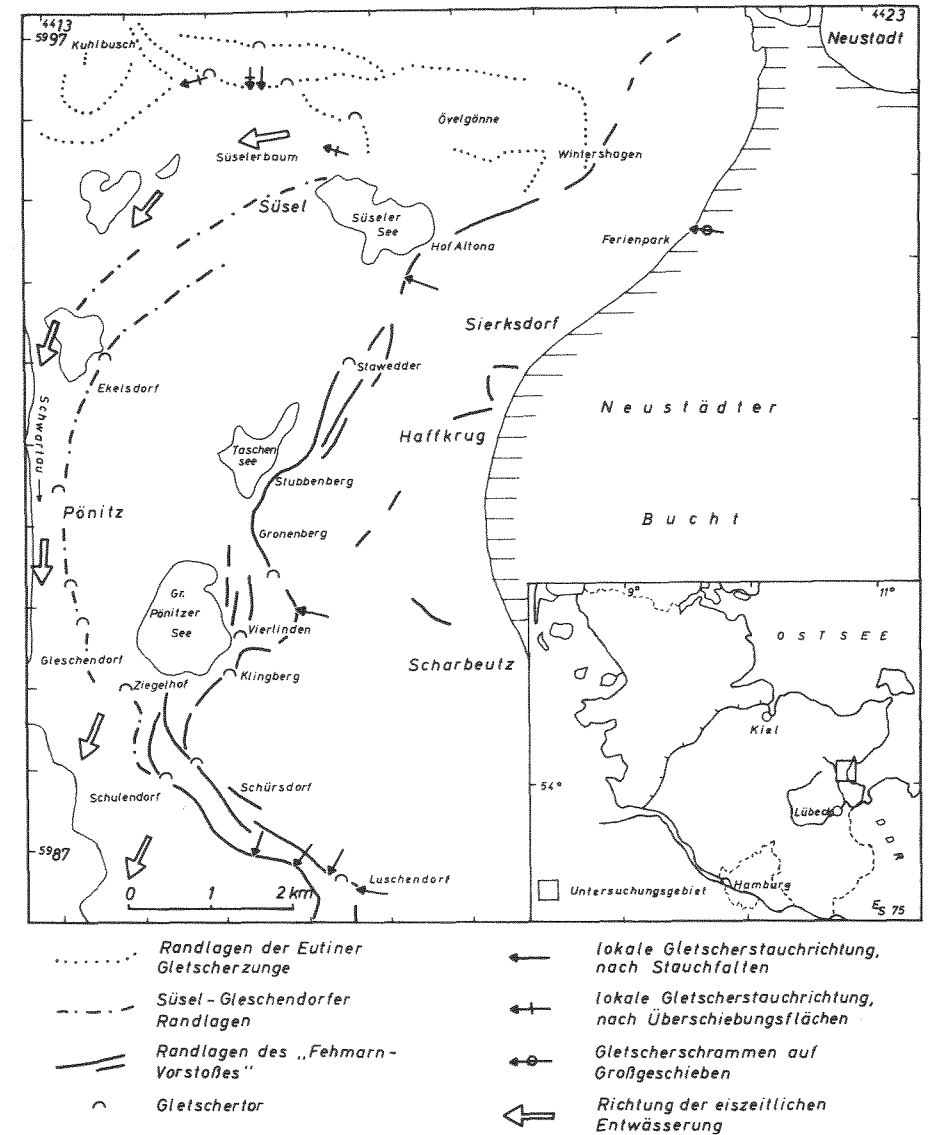 4413
5997
4423
Neustadt
Kuhlbusch
Övelgönne
Süselerbaum
Wintershagen
Süsel
Süseler
See
Ferienpark
Hof Altona
Sierksdorf
Stawedder
Ekelsdorf
Schwartau
Neustädter
Haffkrug
Taschen
see
Stubbenberg
Pönitz
Bucht
Gronenberg
Gr.
Pönitzer
See
Vierlinden
Gleschendorf
Scharbeutz
Klingberg
Ziegelhof
Schulendorf
Schürsdorf
5987
Luschendorf
0 1 2 km
9° 11°
OSTSEE
Kiel
54°
Lübeck
DDR
Hamburg
Untersuchungsgebiet
ES 75
Randlagen der Eutiner
Gletscherzunge
Süsel-Gleschendorfer
Randlagen
Randlagen des „Fehmarn-
Vorstoßes"
Gletschertor
lokale Gletscherstauchrichtung,
nach Stauchfalten
lokale Gletscherstauchrichtung,
nach Überschiebungsflächen
Gletscherschrammen auf
Großgeschieben
Richtung der eiszeitlichen
Entwässerung